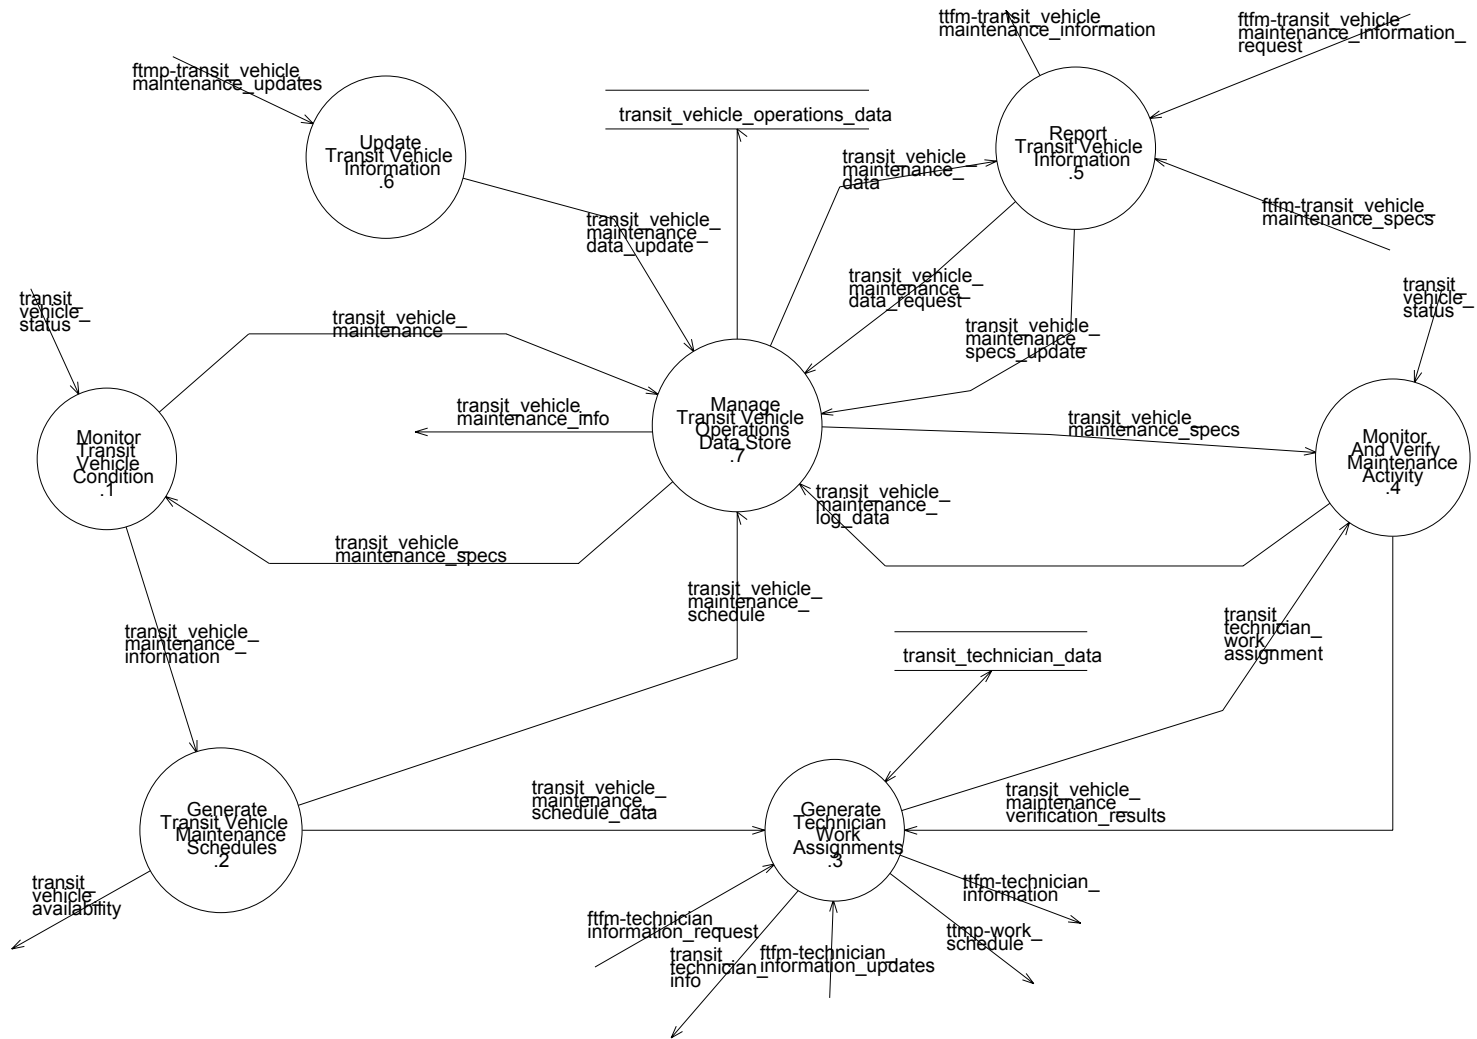 ttfm-transit_vehicle_
maintenance_information
ftfm-transit_vehicle_
maintenance_information_
request
ftmp-transit_vehicle_
maintenance_updates
transit_vehicle_operations_data
Update
Transit Vehicle
Information
.6
Report
Transit Vehicle
Information
.5
transit_vehicle_
maintenance_
data
ftfm-transit_vehicle_
maintenance_specs
transit_vehicle_
maintenance_
data_update
transit_vehicle_
maintenance_
data_request
transit_
vehicle_
status
transit_vehicle_
maintenance
transit_vehicle_
maintenance_
specs_update
transit_
vehicle_
status
transit_vehicle_
maintenance_info
Manage
Transit Vehicle
Operations
Data Store
.7
transit_vehicle_
maintenance_specs
Monitor
Transit
Vehicle
Condition
.1
Monitor
And Verify
Maintenance
Activity
.4
transit_vehicle_
maintenance_
log_data
transit_vehicle_
maintenance_specs
transit_vehicle_
maintenance_
schedule
transit_vehicle_
maintenance_
information
transit_
technician_
work_
assignment
transit_technician_data
transit_vehicle_
maintenance_
schedule_data
transit_vehicle_
maintenance_
verification_results
Generate
Transit Vehicle
Maintenance
Schedules
.2
Generate
Technician
Work
Assignments
.3
transit_
vehicle_
availability
ttfm-technician_
information
ftfm-technician_
information_request
ttmp-work_
schedule
transit_
technician_
info
ftfm-technician_
information_updates